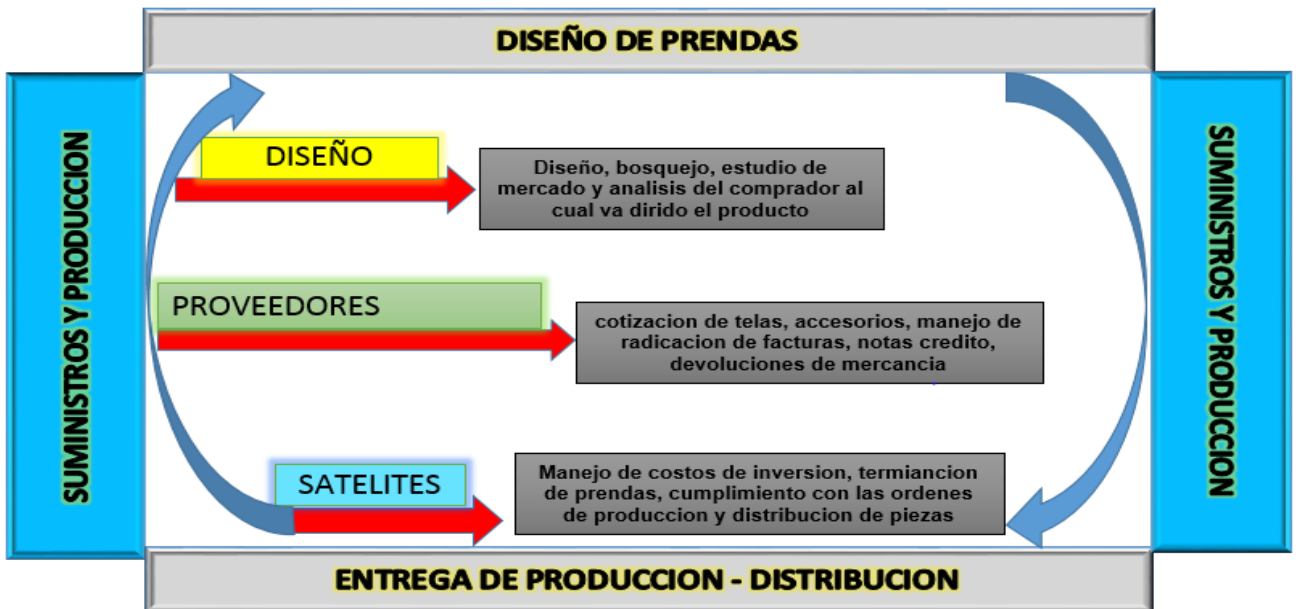 DISEÑO DE PRENDAS
SUMINISTROS Y PRODUCCION
DISEÑO
Diseño, bosquejo, estudio de
mercado y analisis del comprador al
cual va dirido el producto
PROVEEDORES
cotizacion de telas, accesorios, manejo de
radicacion de facturas, notas credito,
devoluciones de mercancia
SATELITES
Manejo de costos de inversion, termiancion
de prendas, cumplimiento con las ordenes
de produccion y distribucion de piezas
SUMINISTROS Y PRODUCCION
ENTREGA DE PRODUCCION - DISTRIBUCION